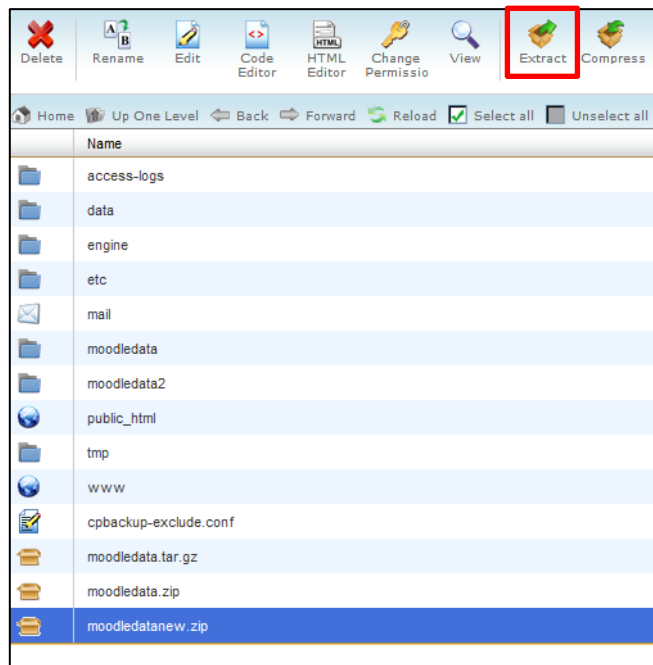 Delete Rename Edit Code Editor HTML Editor Change Permissio View Extract Compress
Home Up One Level Back Forward Reload Select all Unselect all
Name
access-logs
data
engine
etc
mail
moodledata
moodledata2
public_html
tmp
www
cpbackup-exclude.conf
moodledata.tar.gz
moodledata.zip
moodledatanew.zip